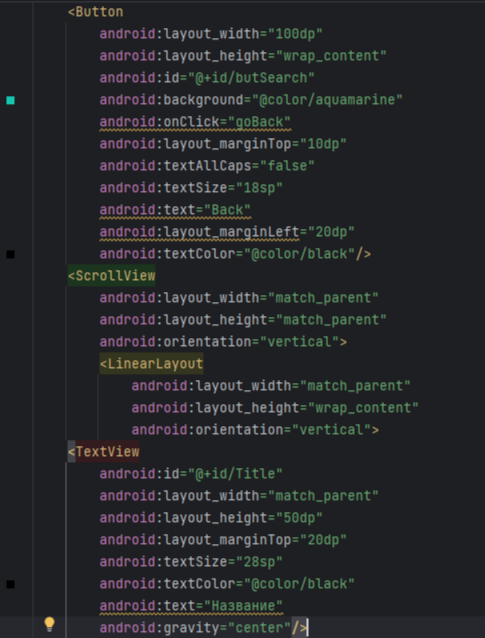 <Button
android:layout_width="100dp"
android:layout_height="wrap_content"
android:id="@+id/butSearch"
android:background="@color/aquamarine"
android:onClick="goBack"
android:layout_marginTop="10dp"
android:textAllCaps="false"
android:textSize="18sp"
android:text="Back"
android:layout_marginLeft="20dp"
android:textColor="@color/black"/>
<ScrollView
android:layout_width="match_parent"
android:layout_height="match_parent"
android:orientation="vertical">
<LinearLayout
android:layout_width="match_parent"
android:layout_height="wrap_content"
android:orientation="vertical">
<TextView
android:id="@+id/Title"
android:layout_width="match_parent"
android:layout_height="50dp"
android:layout_marginTop="20dp"
android:textSize="28sp"
android:textColor="@color/black"
android:text="Название"
android:gravity="center"/>